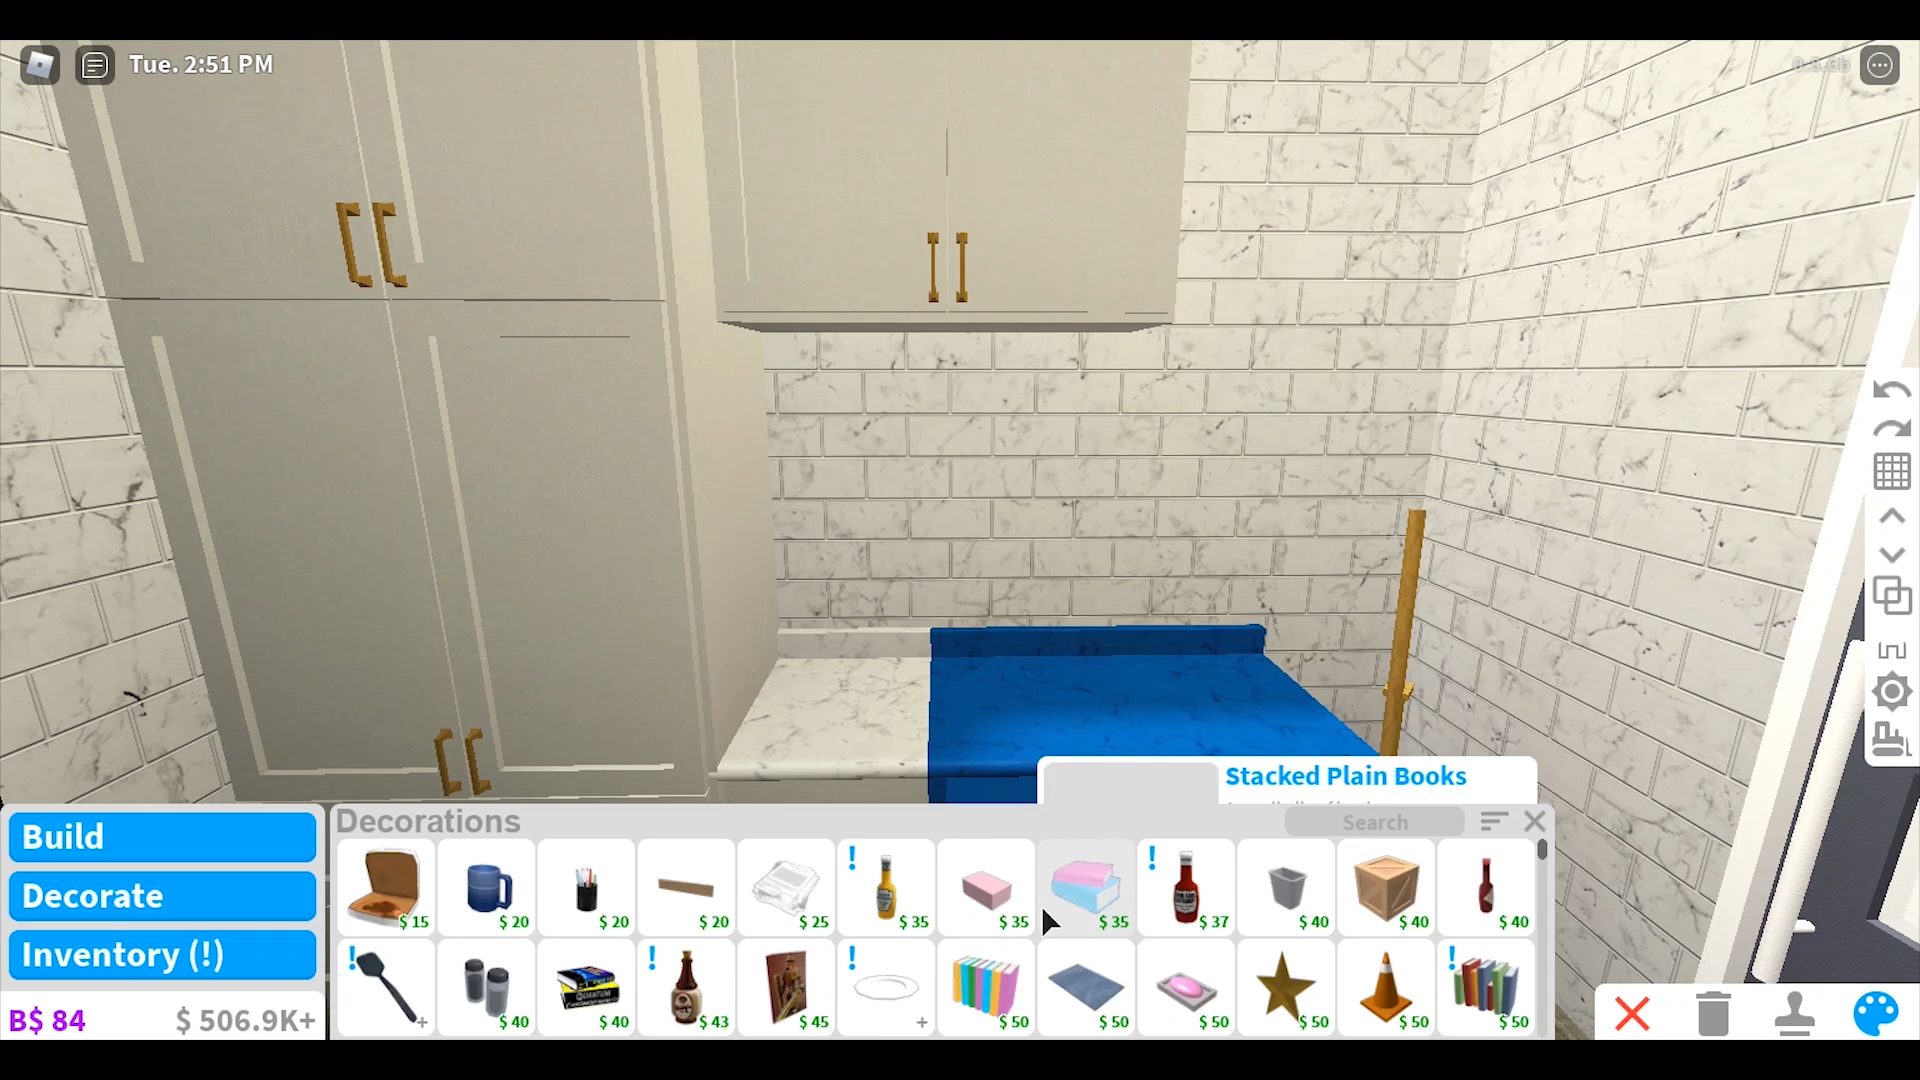 Tue. 2:51 PM
Stacked Plain Books
Build
Decorations
Search
Decorate
$ 15
$ 20
$ 20
$ 20
$ 25
! $ 35
$ 35
$ 35
! $ 37
$ 40
$ 40
$ 40
Inventory (!)
! +
$ 40
QUANTUM
$ 40
! $ 43
$ 45
! +
$ 50
$ 50
$ 50
$ 50
$ 50
! $ 50
B$ 84
$ 506.9K+